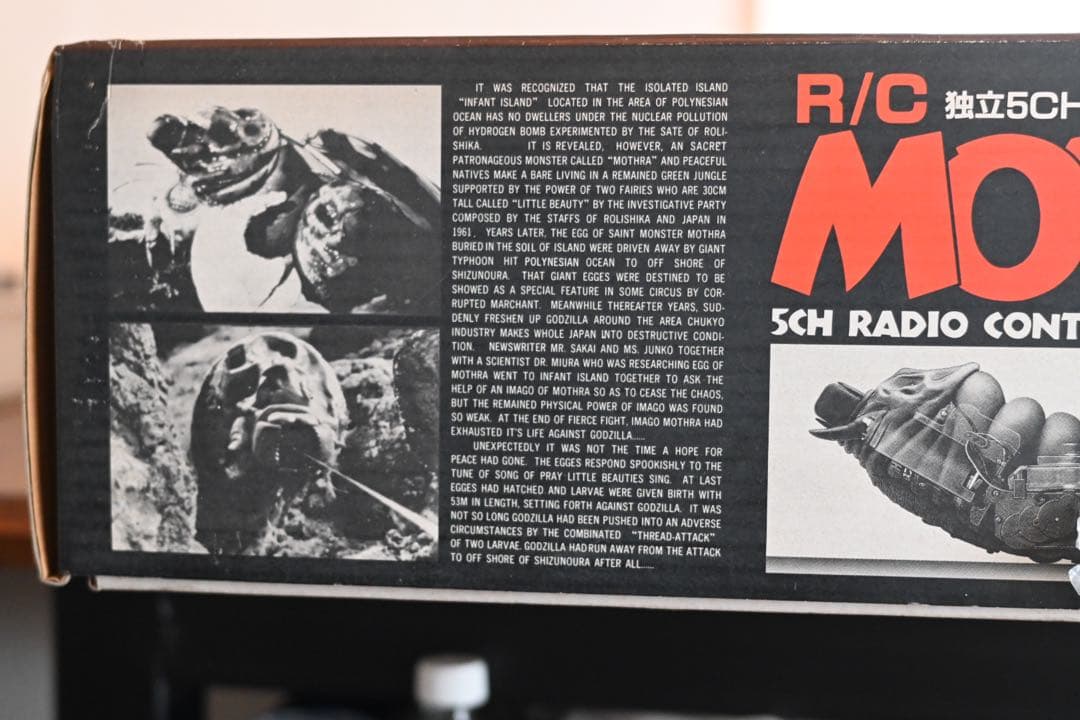 IT WAS RECOGNIZED THAT THE ISOLATED ISLAND
"INFANT ISLAND" LOCATED IN THE AREA OF POLYNESIAN
OCEAN HAS NO DWELLERS UNDER THE NUCLEAR POLLUTION
OF HYDROGEN BOMB EXPERIMENTED BY THE SATE OF ROLI-
SHIKA. IT IS REVEALED, HOWEVER, AN SACRET
PATRONAGEOUS MONSTER CALLED "MOTHRA" AND PEACEFUL
NATIVES MAKE A BARE LIVING IN A REMAINED GREEN JUNGLE
SUPPORTED BY THE POWER OF TWO FAIRIES WHO ARE 30CM
TALL CALLED "LITTLE BEAUTY" BY THE INVESTIGATIVE PARTY
COMPOSED BY THE STAFFS OF ROLISHIKA AND JAPAN IN
1961. YEARS LATER, THE EGG OF SAINT MONSTER MOTHRA
BURIED IN THE SOIL OF ISLAND WERE DRIVEN AWAY BY GIANT
TYPHOON HIT POLYNESIAN OCEAN TO OFF SHORE OF
SHIZUNOURA. THAT GIANT EGGES WERE DESTINED TO BE
SHOWED AS A SPECIAL FEATURE IN SOME CIRCUS BY COR-
RUPTED MARCHANT. MEANWHILE THEREAFTER YEARS, SUD-
DENLY FRESHEN UP GODZILLA AROUND THE AREA CHUKYO
INDUSTRY MAKES WHOLE JAPAN INTO DESTRUCTIVE CONDI-
TION. NEWSWRITER MR. SAKAI AND MS. JUNKO TOGETHER
WITH A SCIENTIST DR. MIURA WHO WAS RESEARCHING EGG OF
MOTHRA WENT TO INFANT ISLAND TOGETHER TO ASK THE
HELP OF AN IMAGO OF MOTHRA SO AS TO CEASE THE CHAOS,
BUT THE REMAINED PHYSICAL POWER OF IMAGO WAS FOUND
SO WEAK. AT THE END OF FIERCE FIGHT, IMAGO MOTHRA HAD
EXHAUSTED IT'S LIFE AGAINST GODZILLA.....
UNEXPECTEDLY IT WAS NOT THE TIME A HOPE FOR
PEACE HAD GONE. THE EGGES RESPOND SPOOKISHLY TO THE
TUNE OF SONG OF PRAY LITTLE BEAUTIES SING. AT LAST
EGGES HAD HATCHED AND LARVAE WERE GIVEN BIRTH WITH
53M IN LENGTH, SETTING FORTH AGAINST GODZILLA. IT WAS
NOT SO LONG GODZILLA HAD BEEN PUSHED INTO AN ADVERSE
CIRCUMSTANCES BY THE COMBINATED "THREAD-ATTACK"
OF TWO LARVAE. GODZILLA HAD RUN AWAY FROM THE ATTACK
TO OFF SHORE OF SHIZUNOURA AFTER ALL.....
R/C 独立5CH
MO
5CH RADIO CONT